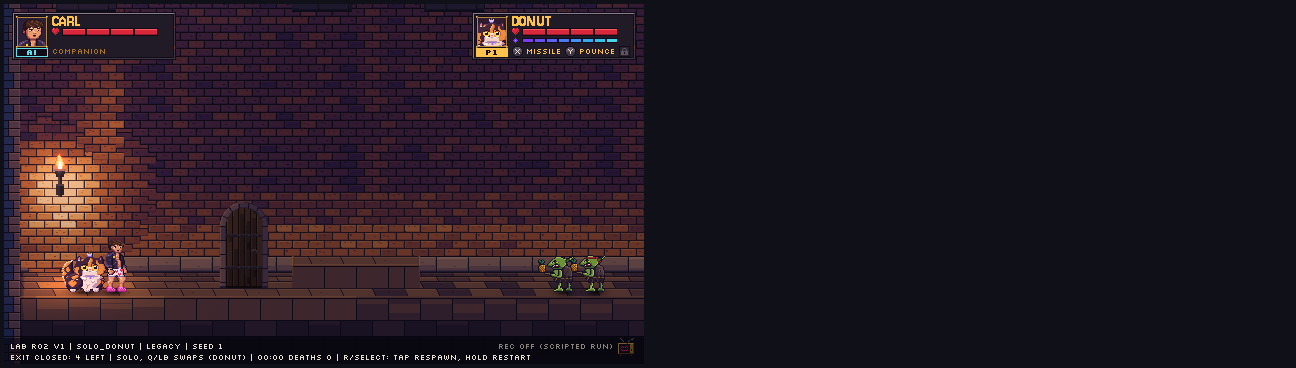 CARL
AI
COMPANION
DONUT
P1
X MISSILE Y POUNCE
LAB R02 V1 | SOLO_DONUT | LEGACY | SEED 1
REC OFF (SCRIPTED RUN)
EXIT CLOSED: 4 LEFT | SOLO, Q/LB SWAPS (DONUT) | 00:00 DEATHS 0 | R/SELECT: TAP RESPAWN, HOLD RESTART